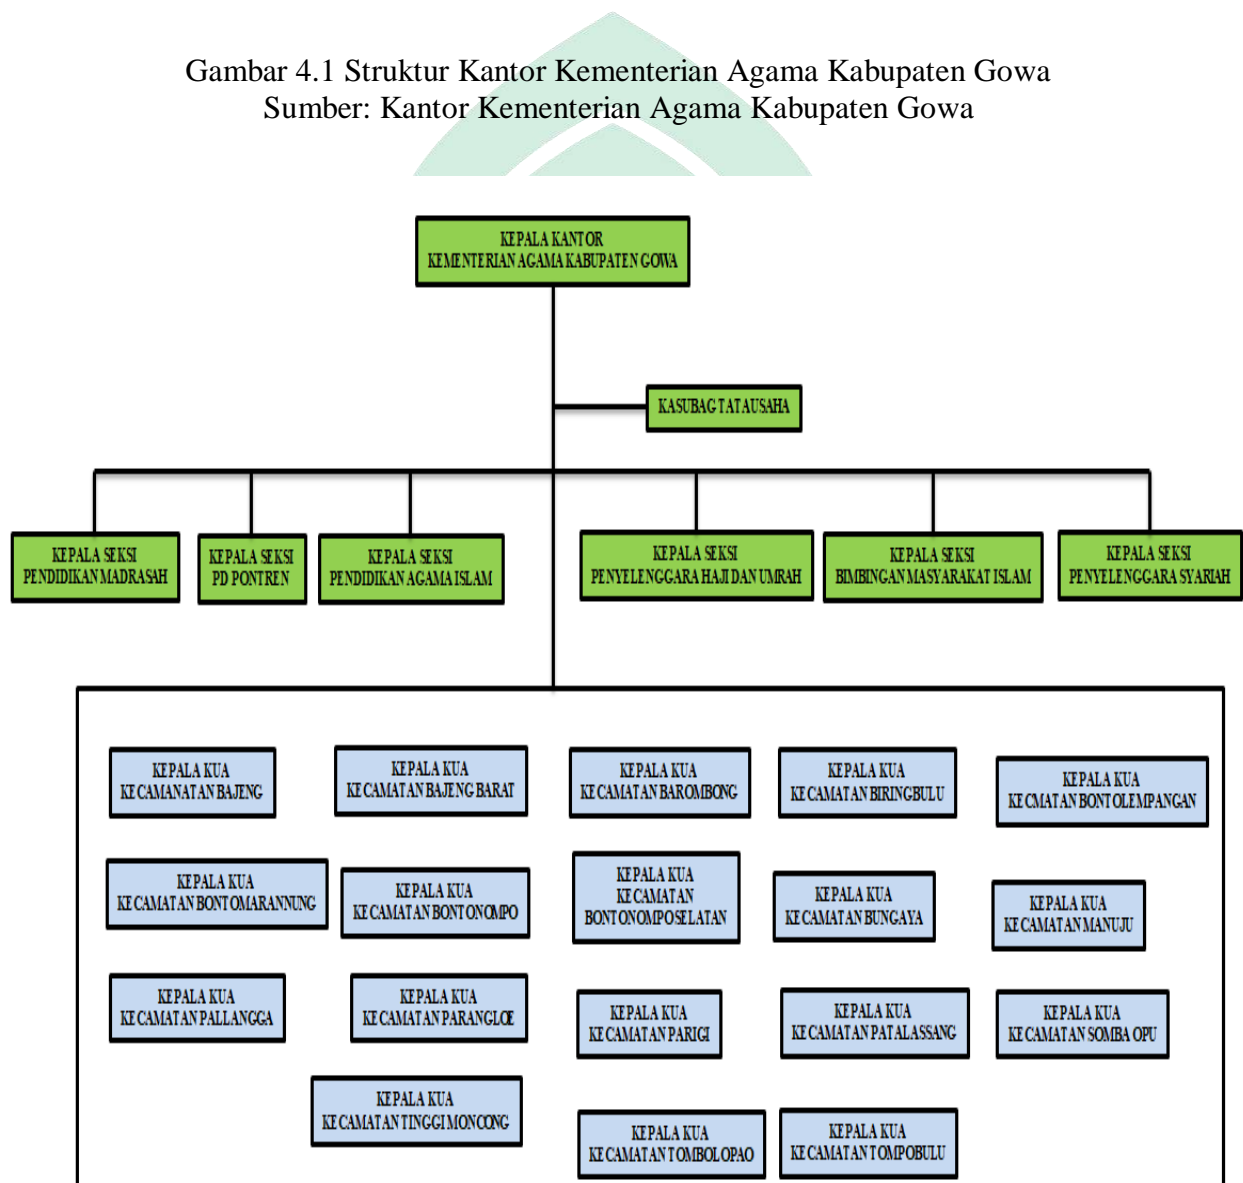 Gambar 4.1 Struktur Kantor Kementerian Agama Kabupaten Gowa
Sumber: Kantor Kementerian Agama Kabupaten Gowa
KEPALA KANTOR
KEMENTERIAN AGAMA KABUPATEN GOWA
KASUBAG TATAUSAHA
KEPALA SEKSI
PENDIDIKAN MADRASAH
KEPALA SEKSI
PD PONTREN
KEPALA SEKSI
PENDIDIKAN AGAMA ISLAM
KEPALA SEKSI
PENYELENGGARA HAJI DAN UMRAH
KEPALA SEKSI
BIMBINGAN MASYARAKAT ISLAM
KEPALA SEKSI
PENYELENGGARA SYARIAH
KEPALA KUA
KECAMANATAN BAJENG
KEPALA KUA
KECAMATAN BAJENG BARAT
KEPALA KUA
KECAMATAN BAROMBONG
KEPALA KUA
KECAMATAN BIRINGBULU
KEPALA KUA
KECMATAN BONTOLEMPANGAN
KEPALA KUA
KECAMATAN BONTOMARANNUNG
KEPALA KUA
KECAMATAN BONTONOMPO
KEPALA KUA
KECAMATAN
BONTONOMPO SELATAN
KEPALA KUA
KECAMATAN BUNGAYA
KEPALA KUA
KECAMATAN MANUJU
KEPALA KUA
KECAMATAN PALLANGGA
KEPALA KUA
KECAMATAN PARANGLOE
KEPALA KUA
KECAMATAN PARIGI
KEPALA KUA
KECAMATAN PATALASSANG
KEPALA KUA
KECAMATAN SOMBA OPU
KEPALA KUA
KECAMATAN TINGGI MONCONG
KEPALA KUA
KECAMATAN TOMBOLOPAO
KEPALA KUA
KECAMATAN TOMPOBULU